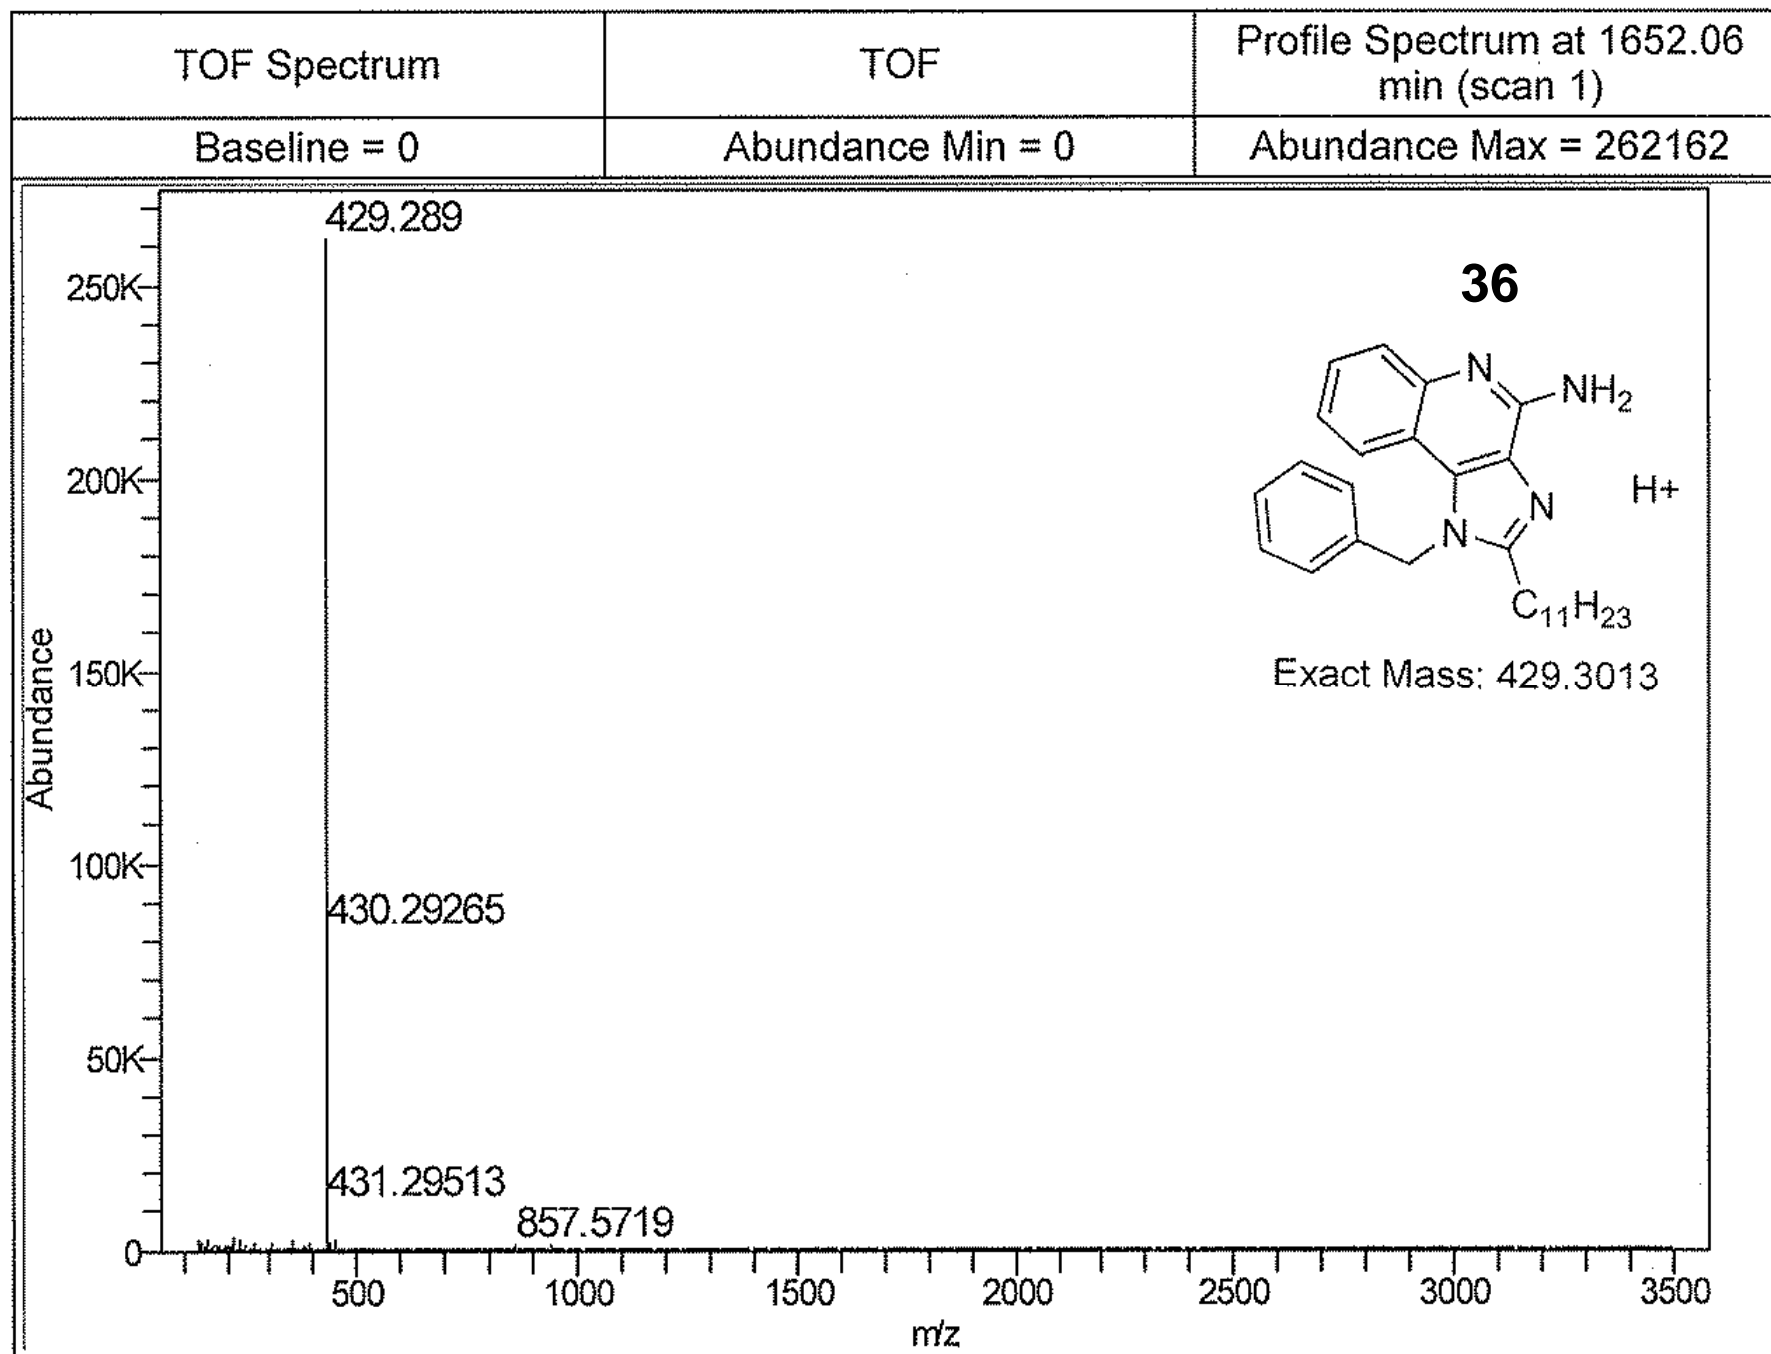 TOF Spectrum
TOF
Profile Spectrum at 1652.06
min (scan 1)
Baseline = 0
Abundance Min = 0
Abundance Max = 262162
429.289
250K
36
N
NH2
200K
H+
N
N
C11H23
150K
Exact Mass: 429.3013
Abundance
100K
430.29265
50K
431.29513
857.5719
0
500 1000 1500 2000 2500 3000 3500
m/z